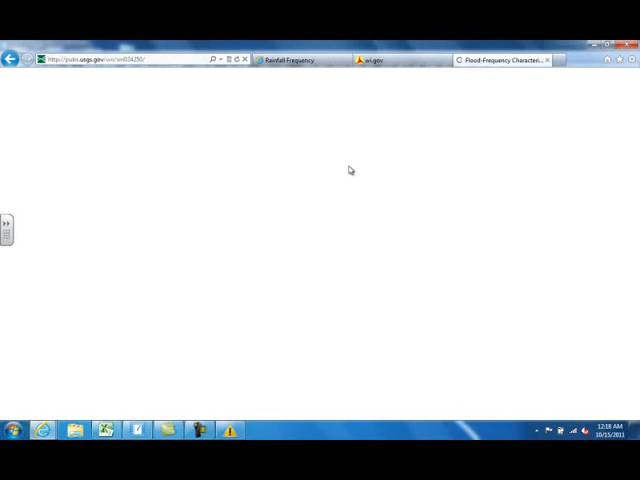 http://pubs.usgs.gov/wri/wri034250/
Rainfall Frequency
wi.gov
Flood-Frequency Characteri...
12:18 AM
10/15/2011